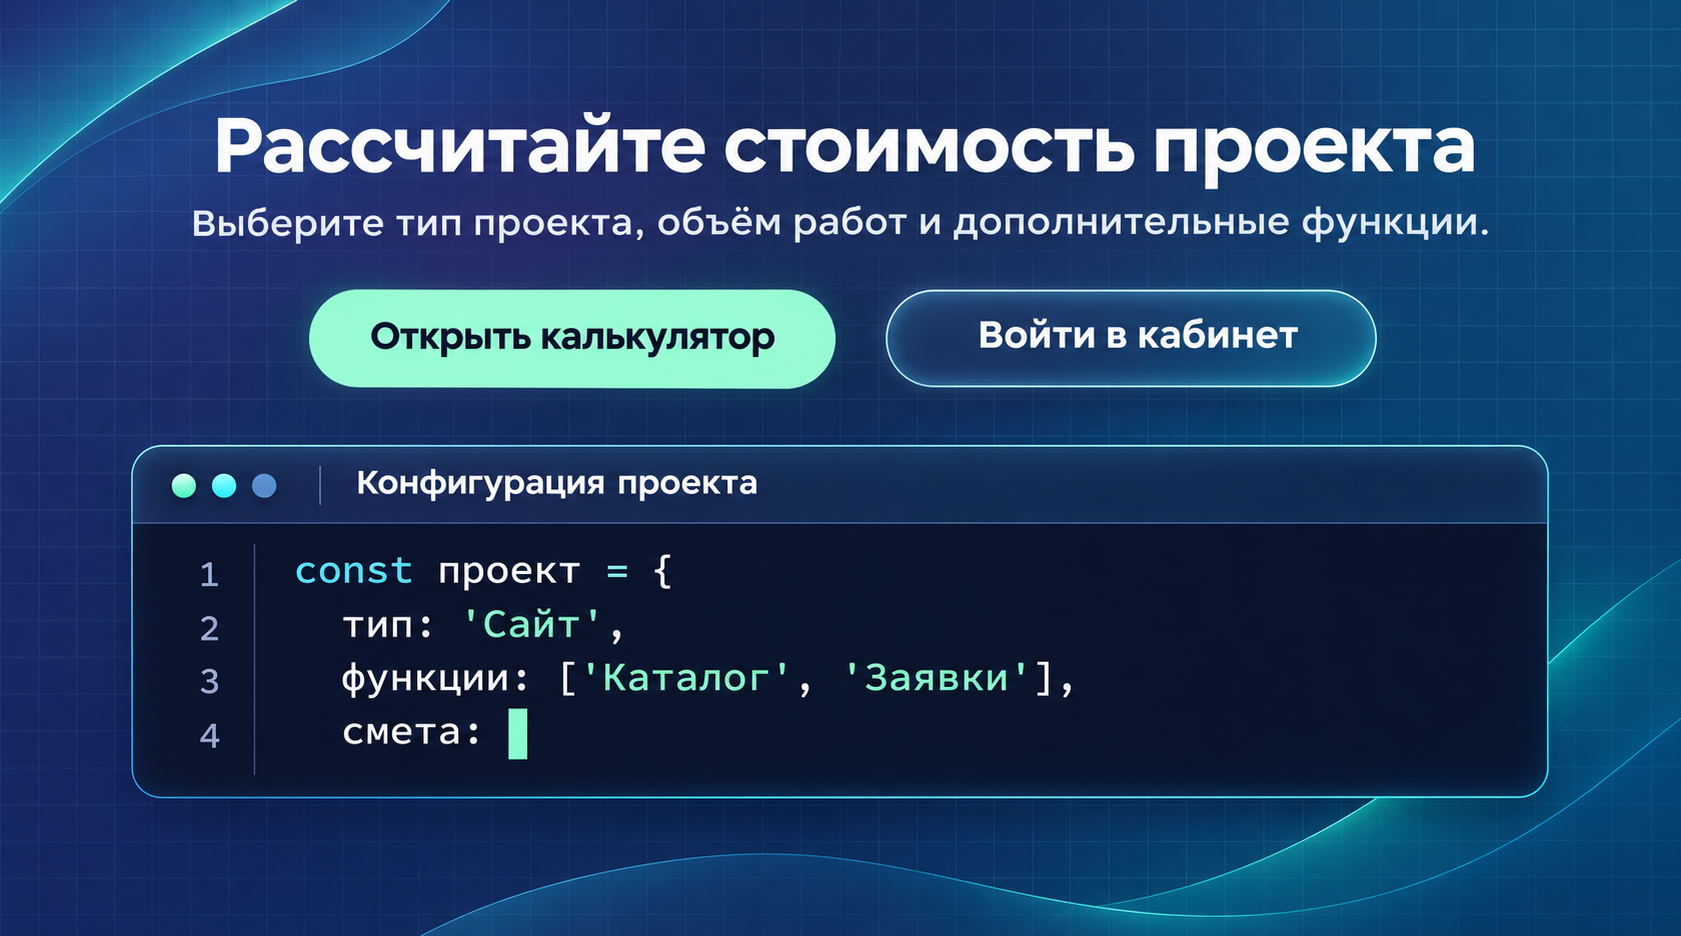 Рассчитайте стоимость проекта
Выберите тип проекта, объём работ и дополнительные функции.
Открыть калькулятор
Войти в кабинет
Конфигурация проекта
1 const проект = {
2 тип: 'Сайт',
3 функции: ['Каталог', 'Заявки'],
4 смета: